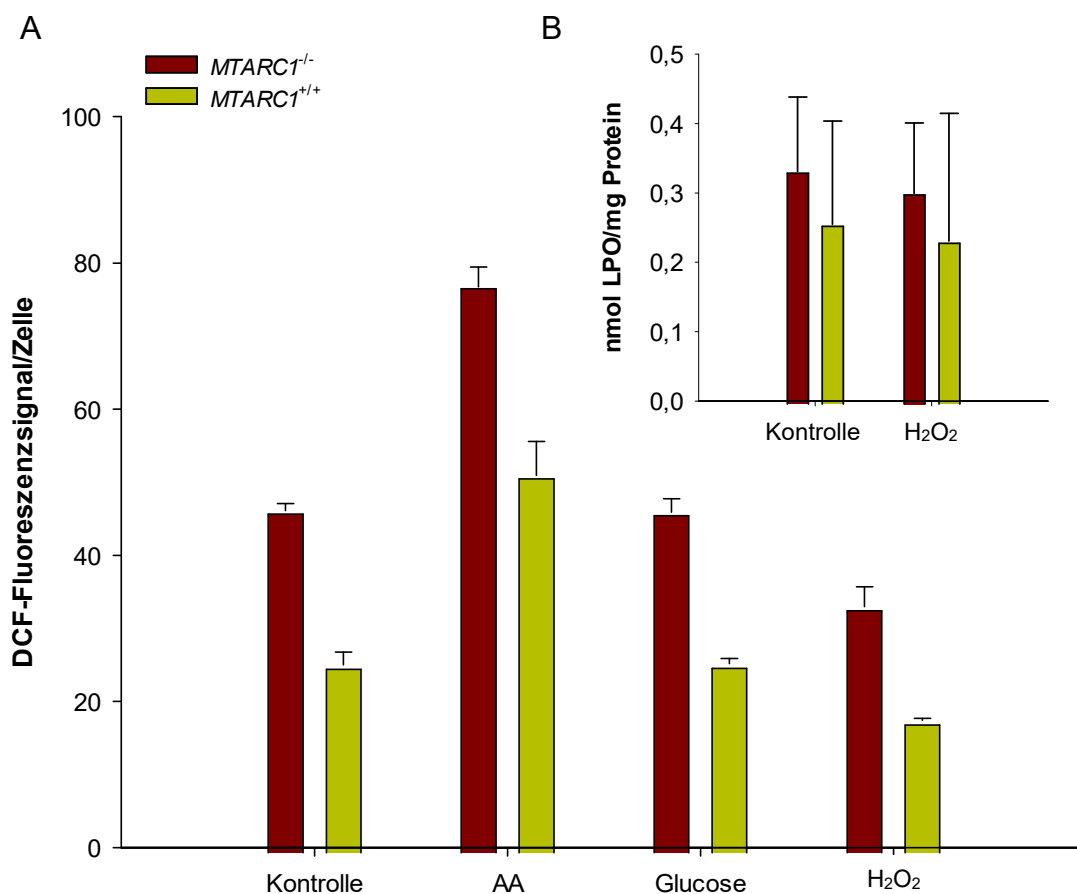 A
MTARC1-/-
MTARC1+/+
DCF-Fluoreszenzsignal/Zelle
100
80
60
40
20
0
Kontrolle AA Glucose H2O2
B
nmol LPO/mg Protein
0,5
0,4
0,3
0,2
0,1
0,0
Kontrolle H2O2